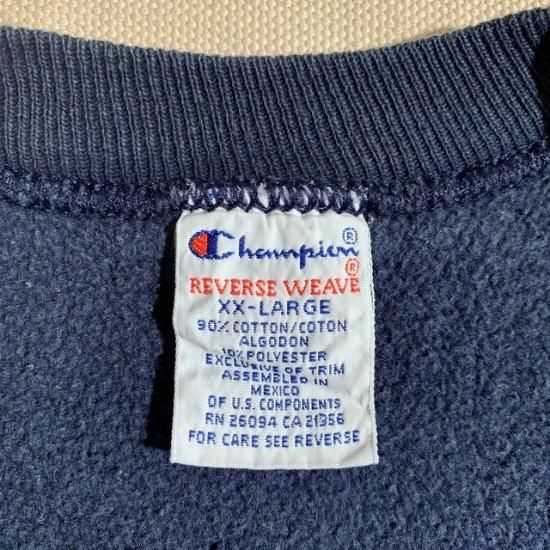 Champion®
REVERSE WEAVE®
XX-LARGE
90% COTTON/COTON
ALGODON
10% POLYESTER
EXCLUSIVE OF TRIM
ASSEMBLED IN
MEXICO
OF U.S. COMPONENTS
RN 26094 CA 21356
FOR CARE SEE REVERSE